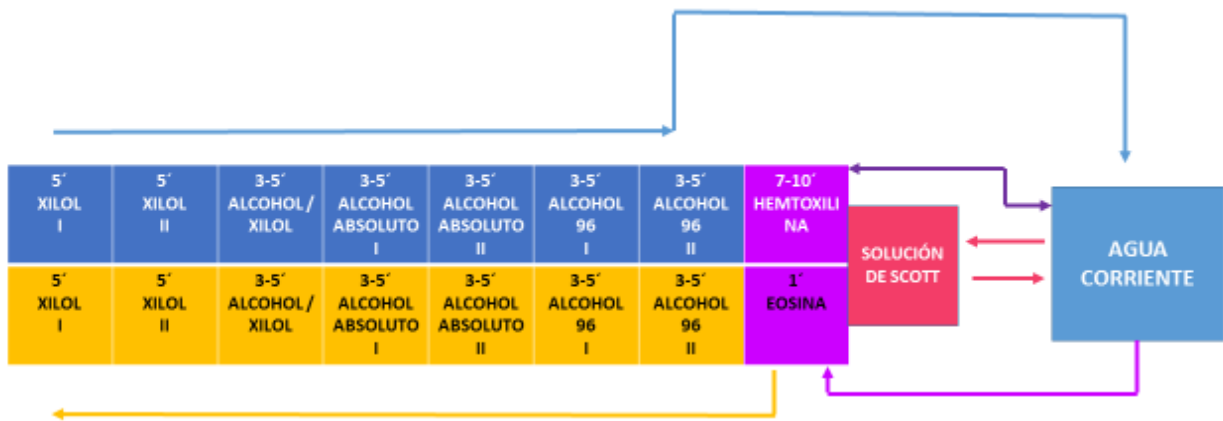 5´
XILOL
I
5´
XILOL
II
3-5´
ALCOHOL/
XILOL
3-5´
ALCOHOL
ABSOLUTO
I
3-5´
ALCOHOL
ABSOLUTO
II
3-5´
ALCOHOL
96
I
3-5´
ALCOHOL
96
II
7-10´
HEMTOXILI
NA
SOLUCIÓN
DE SCOTT
AGUA
CORRIENTE
5´
XILOL
I
5´
XILOL
II
3-5´
ALCOHOL/
XILOL
3-5´
ALCOHOL
ABSOLUTO
I
3-5´
ALCOHOL
ABSOLUTO
II
3-5´
ALCOHOL
96
I
3-5´
ALCOHOL
96
II
1´
EOSINA